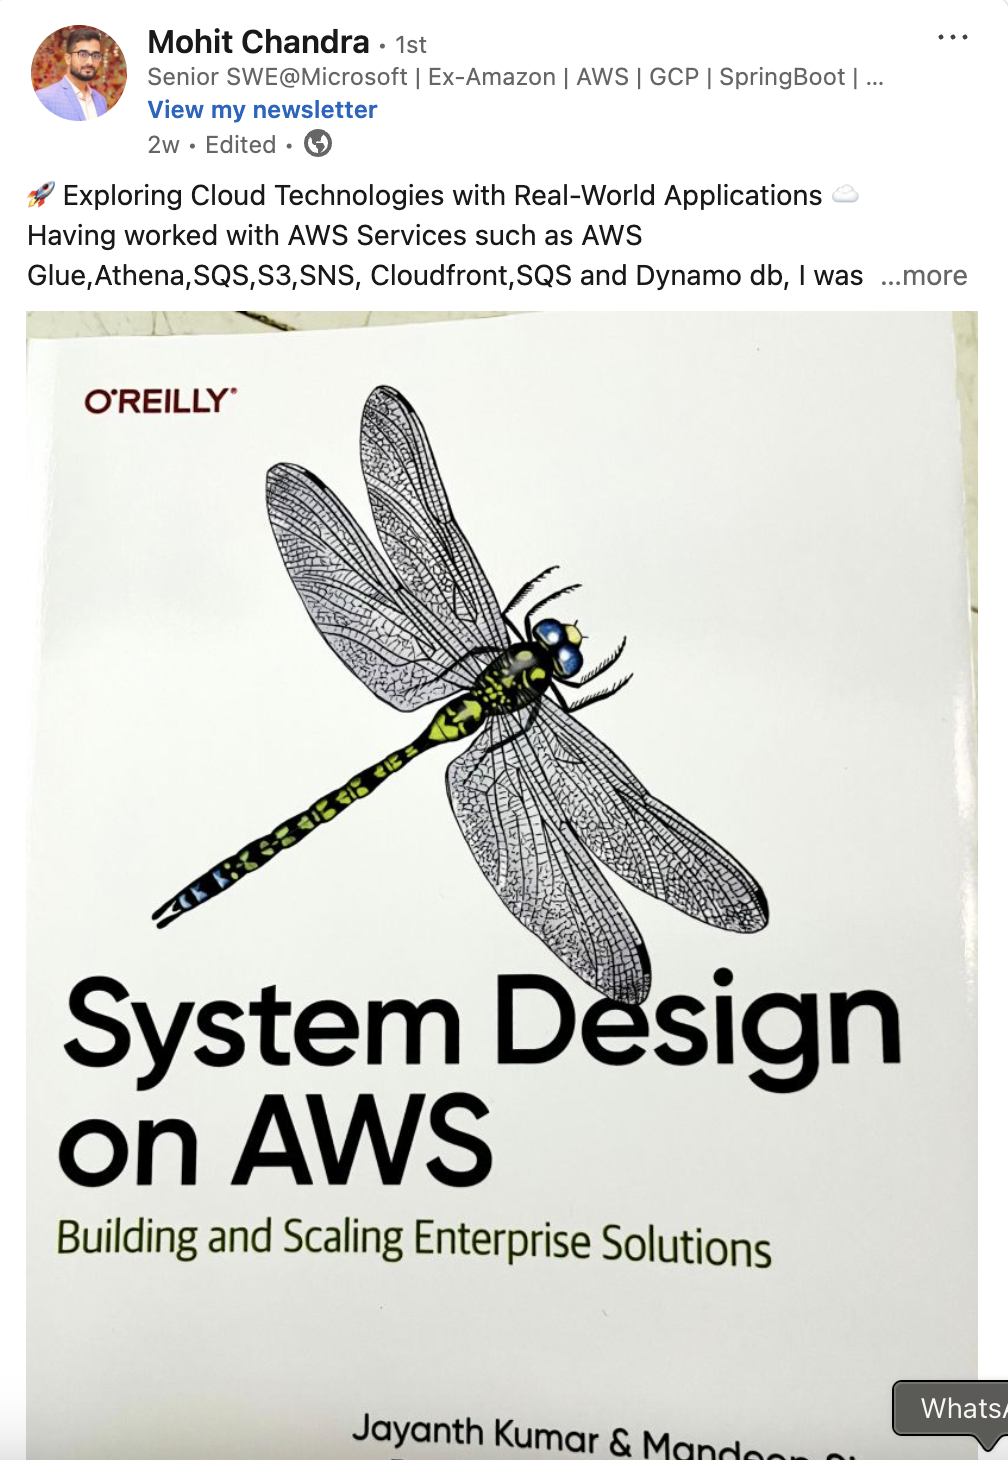 Mohit Chandra • 1st
Senior SWE@Microsoft | Ex-Amazon | AWS | GCP | SpringBoot | ...
View my newsletter
2w • Edited •
🚀 Exploring Cloud Technologies with Real-World Applications ☁️
Having worked with AWS Services such as AWS
Glue,Athena,SQS,S3,SNS, Cloudfront,SQS and Dynamo db, I was ...more
O'REILLY®
System Design
on AWS
Building and Scaling Enterprise Solutions
Jayanth Kumar & Mandeep
WhatsA